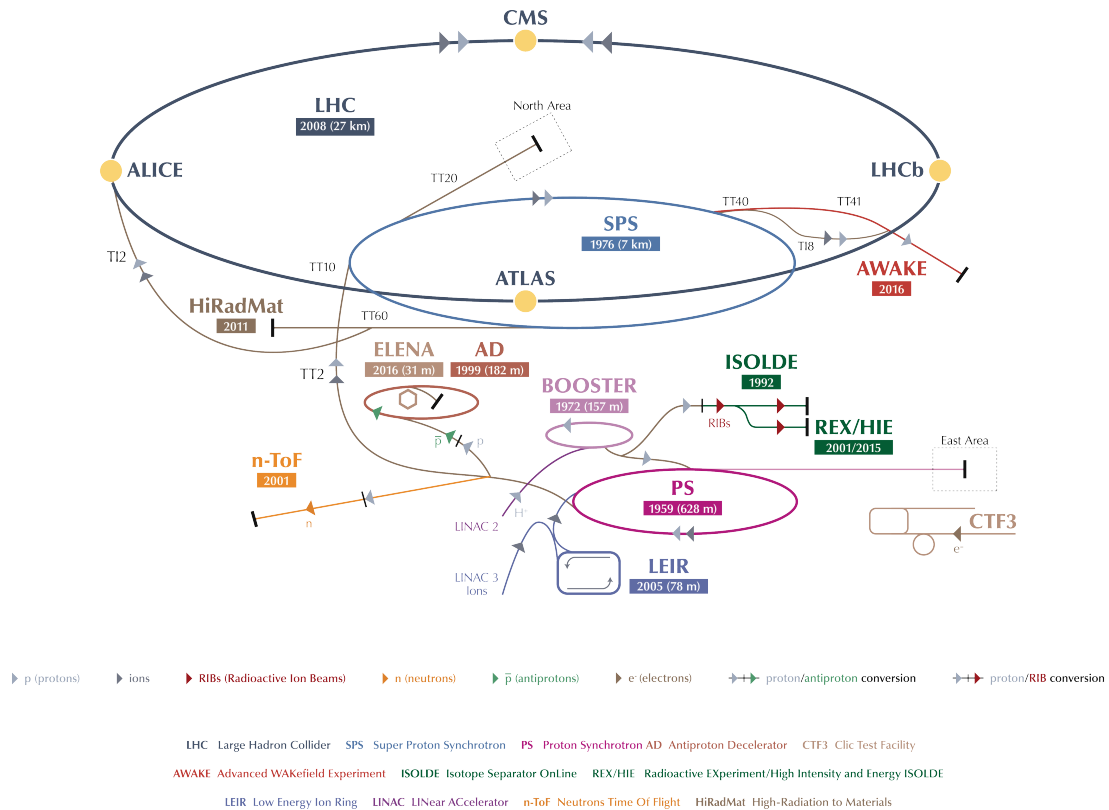 CMS
LHC
2008 (27 km)
North Area
ALICE
LHCb
TT20
TT40
TT41
SPS
1976 (7 km)
TI8
TI2
TT10
AWAKE
2016
ATLAS
HiRadMat
2011
TT60
ELENA
2016 (31 m)
AD
1999 (182 m)
TT2
ISOLDE
1992
BOOSTER
1972 (157 m)
RIBs
REX/HIE
2001/2015
p̅
p
East Area
n-ToF
2001
PS
1959 (628 m)
n
H⁻
LINAC 2
CTF3
e⁻
LEIR
2005 (78 m)
LINAC 3
Ions
p (protons)
ions
RIBs (Radioactive Ion Beams)
n (neutrons)
p̅ (antiprotons)
e⁻ (electrons)
proton/antiproton conversion
proton/RIB conversion
LHC Large Hadron Collider SPS Super Proton Synchrotron PS Proton Synchrotron AD Antiproton Decelerator CTF3 Clic Test Facility
AWAKE Advanced WAKefield Experiment ISOLDE Isotope Separator OnLine REX/HIE Radioactive EXperiment/High Intensity and Energy ISOLDE
LEIR Low Energy Ion Ring LINAC LINear ACcelerator n-ToF Neutrons Time Of Flight HiRadMat High-Radiation to Materials